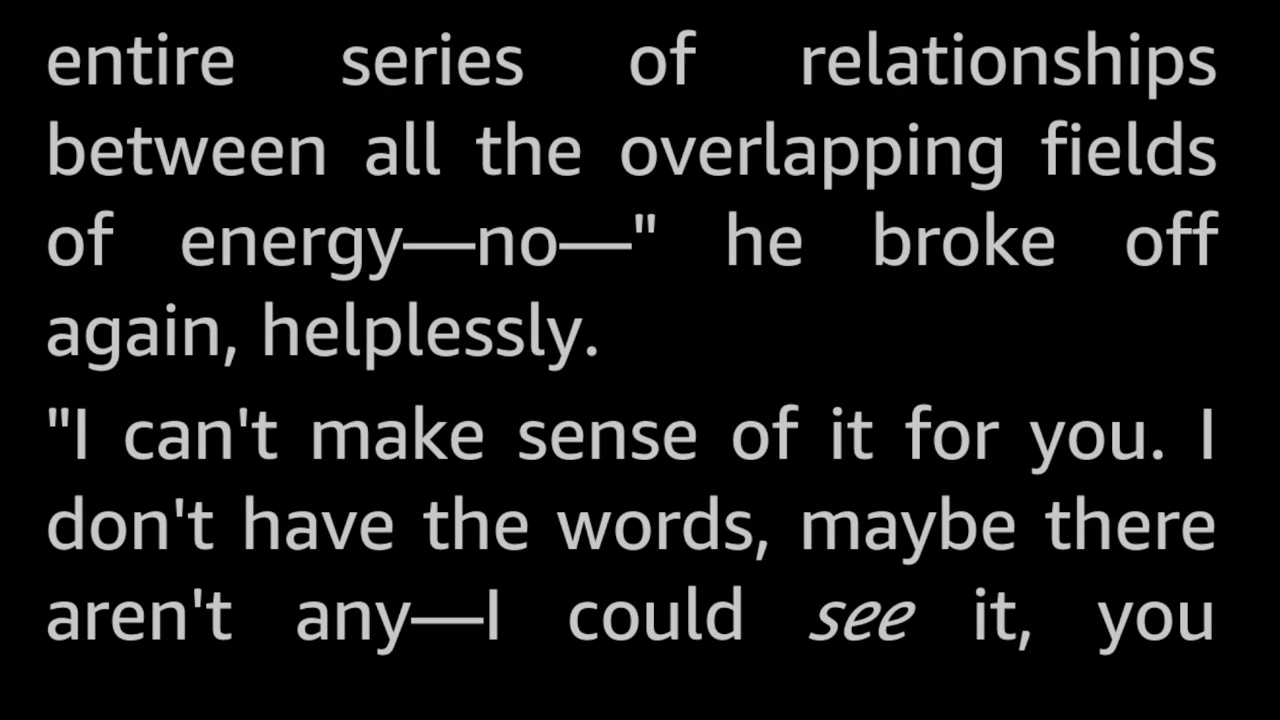 entire series of relationships
between all the overlapping fields
of energy—no—" he broke off
again, helplessly.
"I can't make sense of it for you. I
don't have the words, maybe there
aren't any—I could see it, you